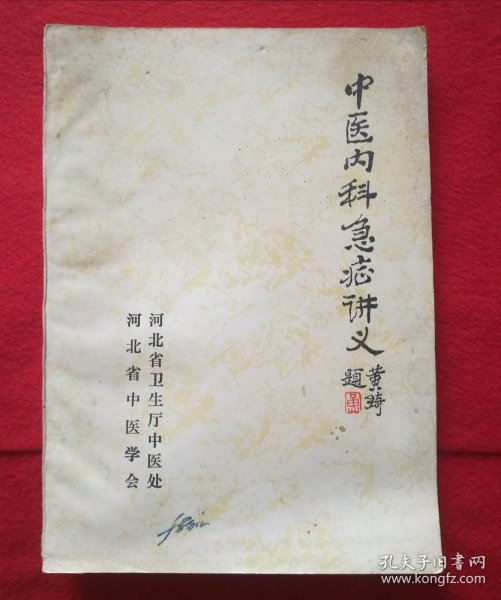 中医内科急症讲义
黄琦
题
河北省卫生厅中医处
河北省中医学会
孔夫子旧书网
www.kongfz.com